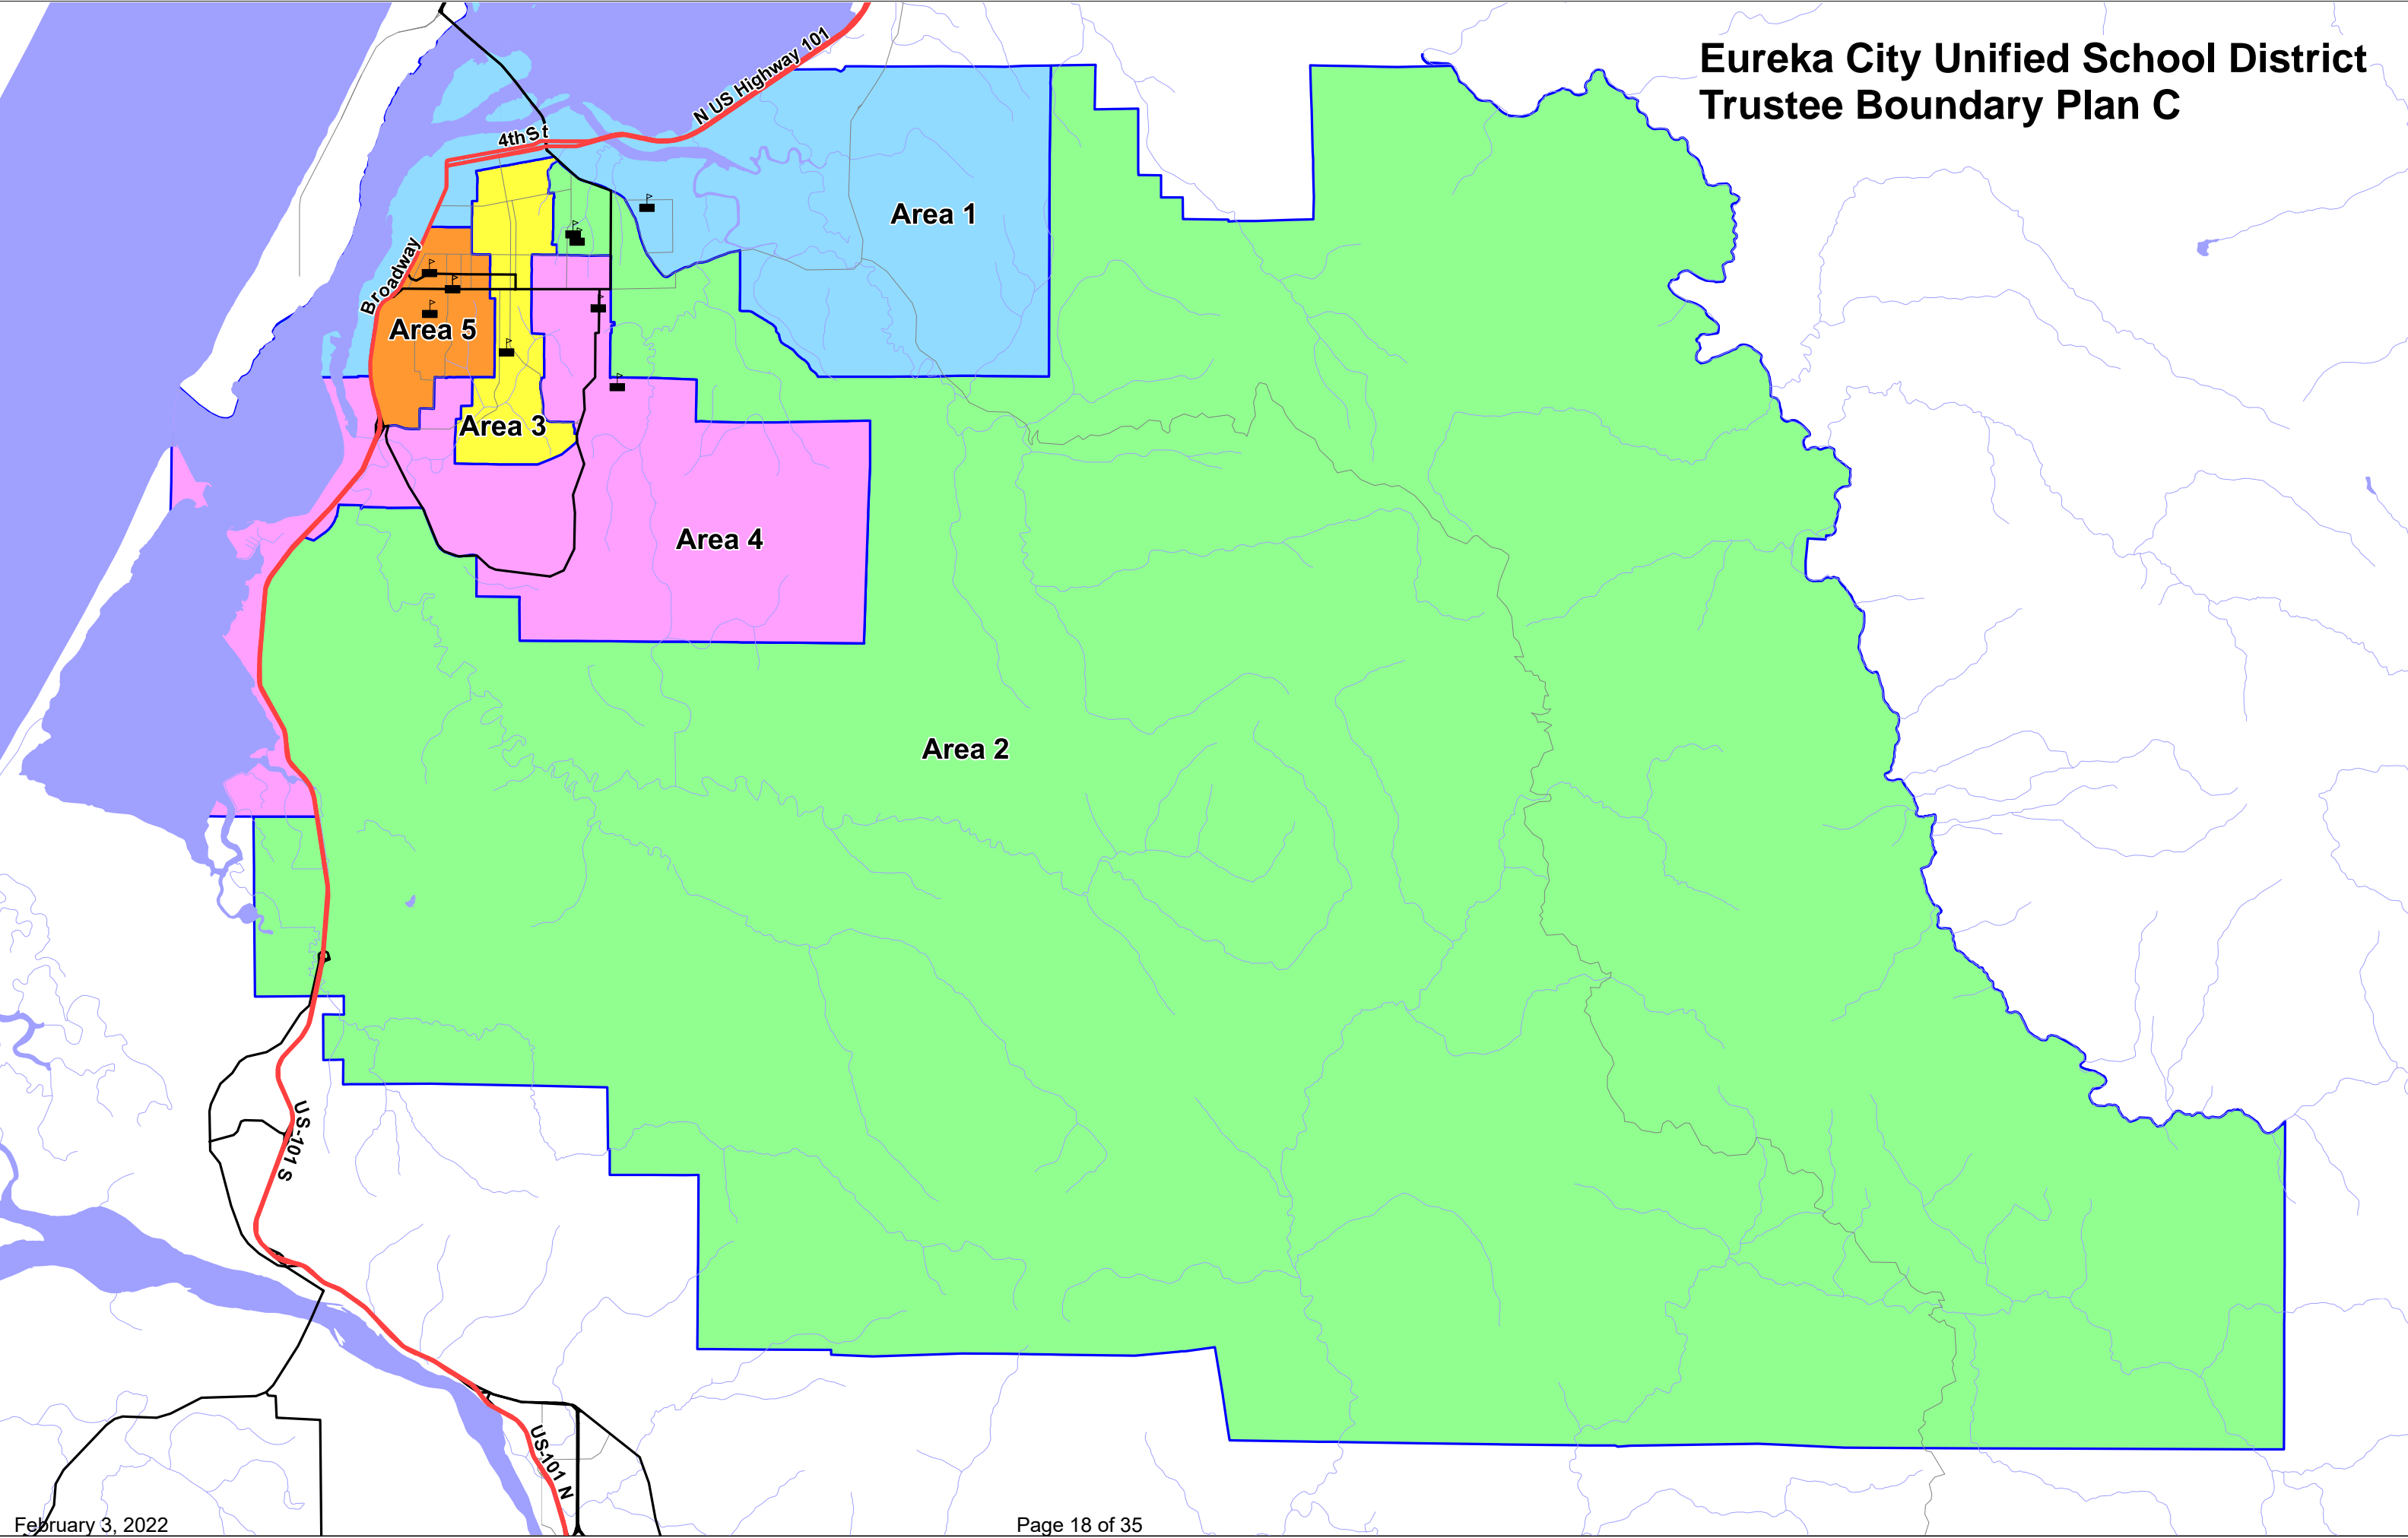 Eureka City Unified School District
Trustee Boundary Plan C
N US Highway 101
4th St
Area 1
Broadway
Area 5
Area 3
Area 4
Area 2
US-101 S
US-101 N
February 3, 2022
Page 18 of 35